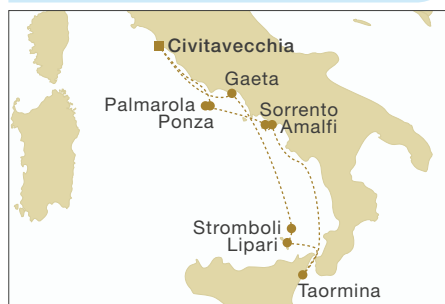 Civitavecchia
Gaeta
Palmarola
Ponza
Sorrento
Amalfi
Stromboli
Lipari
Taormina